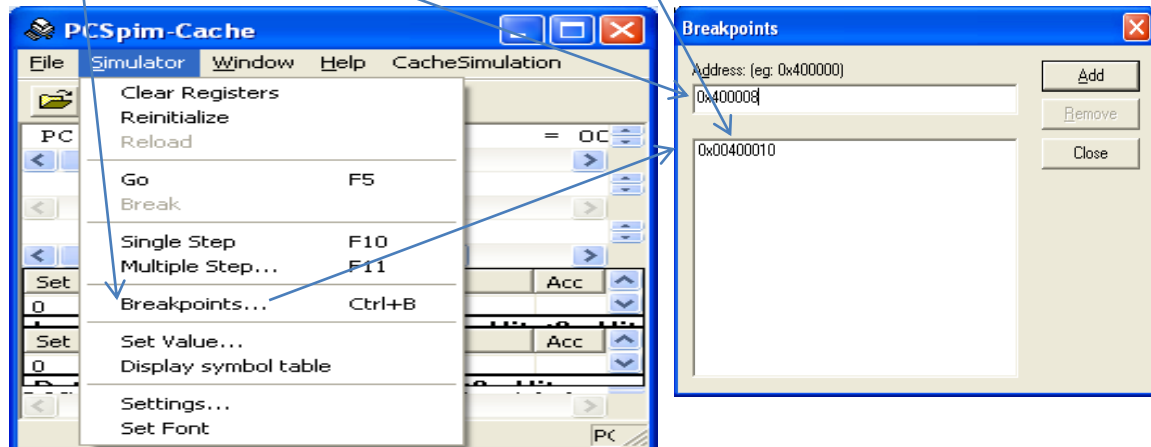 PCSpim-Cache
File Simulator Window Help CacheSimulation
Clear Registers
Reinitialize
Reload
Go F5
Break
Single Step F10
Multiple Step... F11
Breakpoints... Ctrl+B
Set Value...
Display symbol table
Settings...
Set Font
PC = 0C
Set Acc
0
Set Acc
0
PC
Breakpoints
Address: (eg: 0x400000)
0x400008
0x00400010
Add
Remove
Close